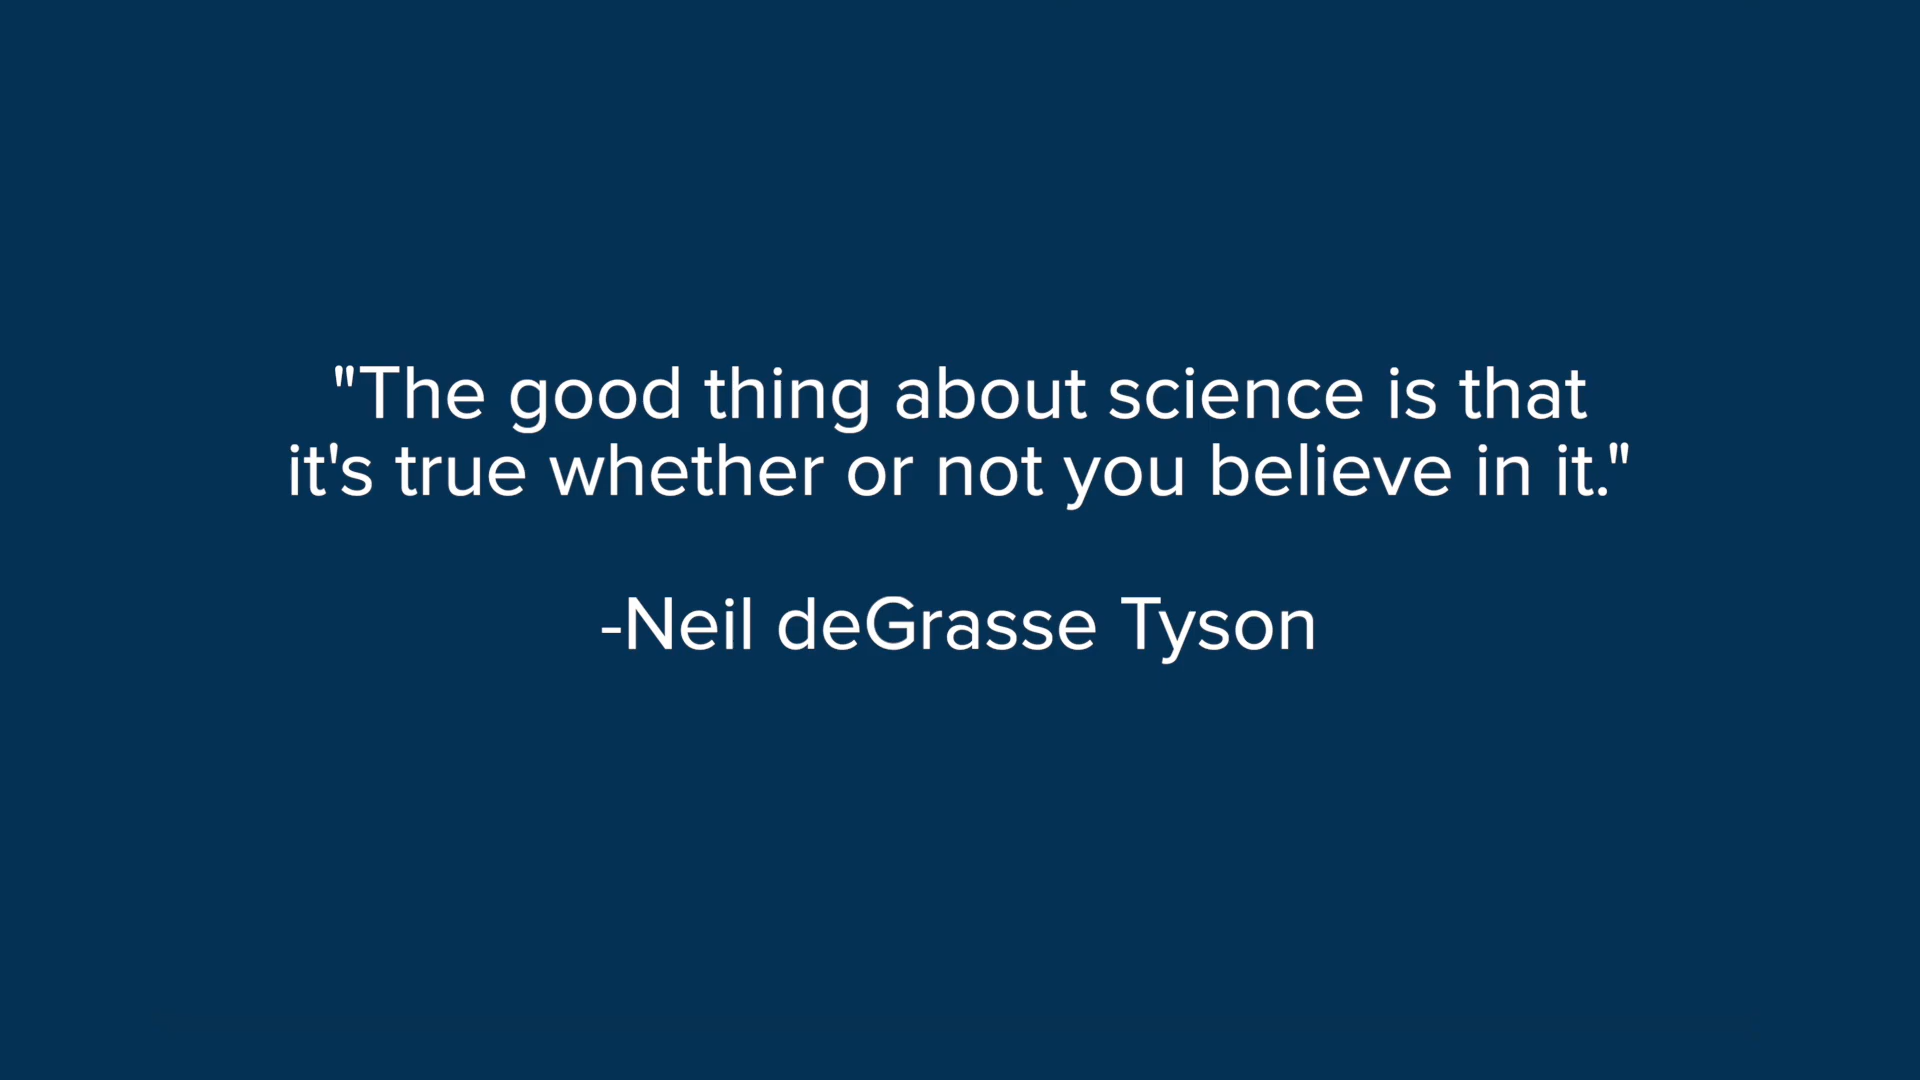 "The good thing about science is that
it's true whether or not you believe in it."
-Neil deGrasse Tyson